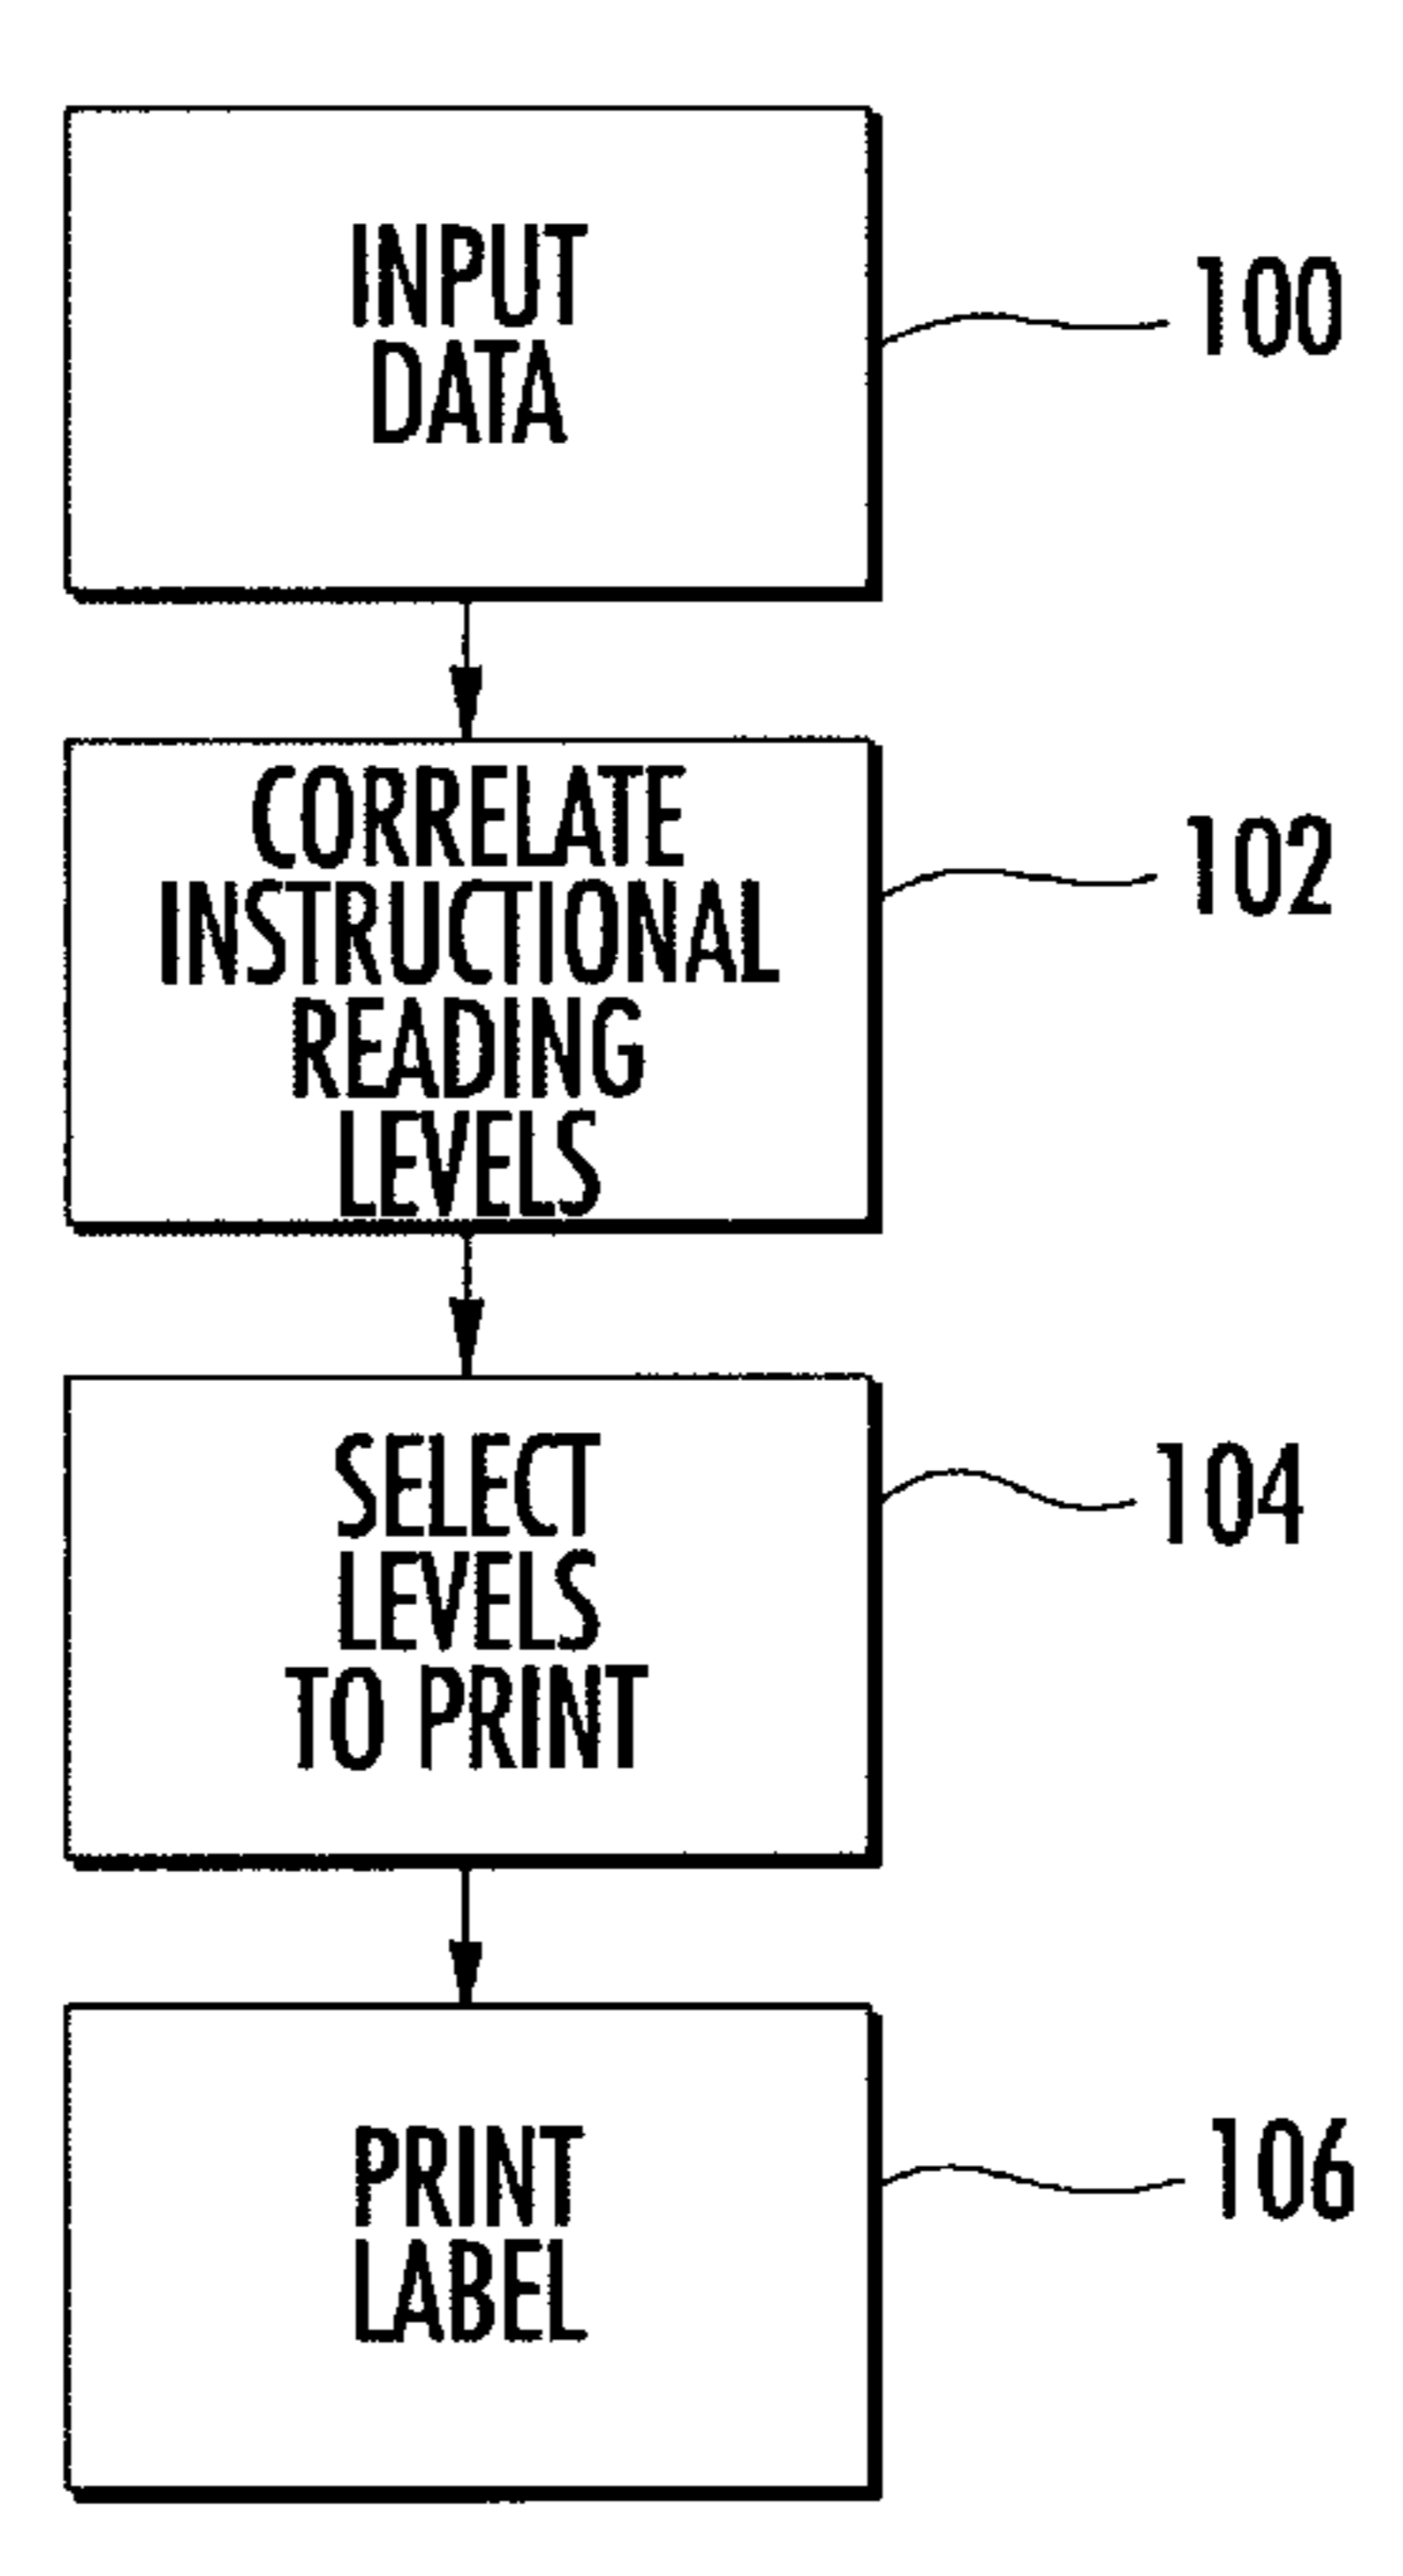 INPUT
DATA
100
CORRELATE
INSTRUCTIONAL
READING
LEVELS
102
SELECT
LEVELS
TO PRINT
104
PRINT
LABEL
106